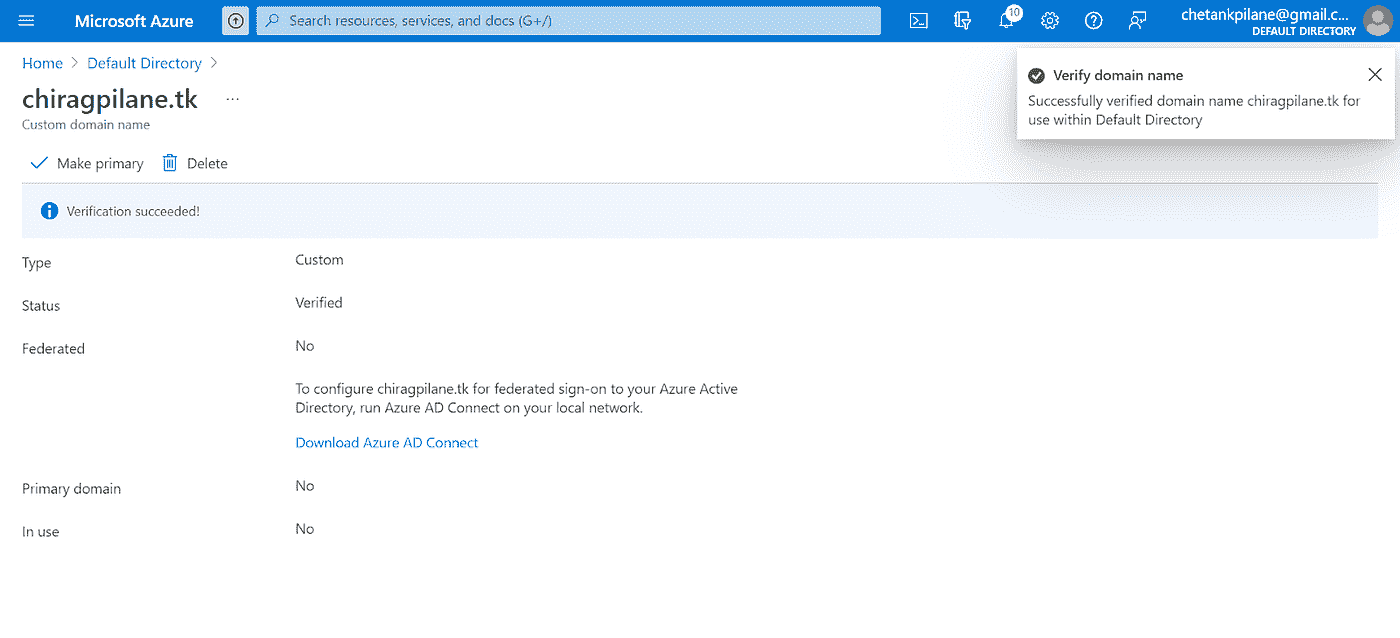 Microsoft Azure
Search resources, services, and docs (G+/)
10
chetankpilane@gmail.c...
DEFAULT DIRECTORY
Home > Default Directory >
chiragpilane.tk ...
Custom domain name
Verify domain name
Successfully verified domain name chiragpilane.tk for
use within Default Directory
Make primary
Delete
Verification succeeded!
Type
Custom
Status
Verified
Federated
No
To configure chiragpilane.tk for federated sign-on to your Azure Active
Directory, run Azure AD Connect on your local network.
Download Azure AD Connect
Primary domain
No
In use
No